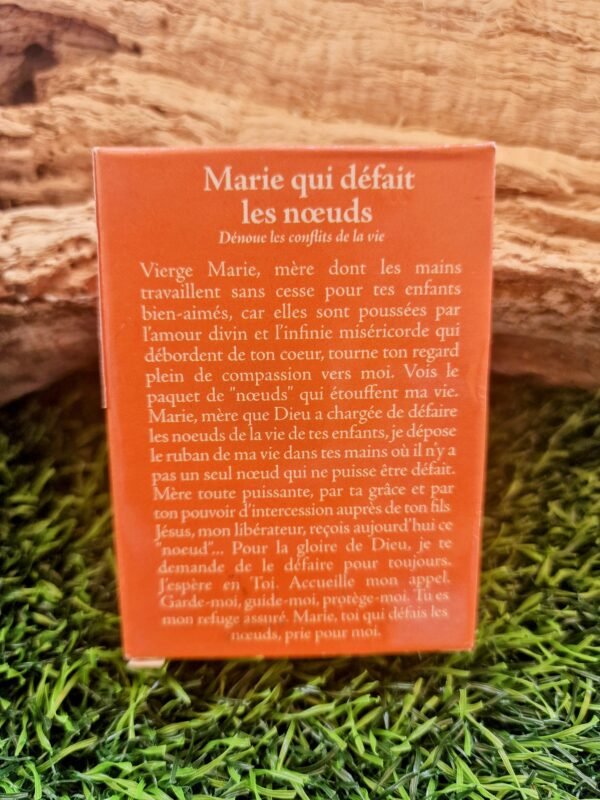 Marie qui défait
les nœuds
Dénoue les conflits de la vie
Vierge Marie, mère dont les mains
travaillent sans cesse pour tes enfants
bien-aimés, car elles sont poussées par
l'amour divin et l'infinie miséricorde qui
débordent de ton coeur, tourne ton regard
plein de compassion vers moi. Vois le
paquet de "nœuds" qui étouffent ma vie.
Marie, mère que Dieu a chargée de défaire
les noeuds de la vie de tes enfants, je dépose
le ruban de ma vie dans tes mains où il n'y a
pas un seul nœud qui ne puisse être défait.
Mère toute puissante, par ta grâce et par
ton pouvoir d'intercession auprès de ton fils
Jésus, mon libérateur, reçois aujourd'hui ce
"noeud"... Pour la gloire de Dieu, je te
demande de le défaire pour toujours.
J'espère en Toi. Accueille mon appel.
Garde-moi, guide-moi, protège-moi. Tu es
mon refuge assuré. Marie, toi qui défais les
nœuds, prie pour moi.